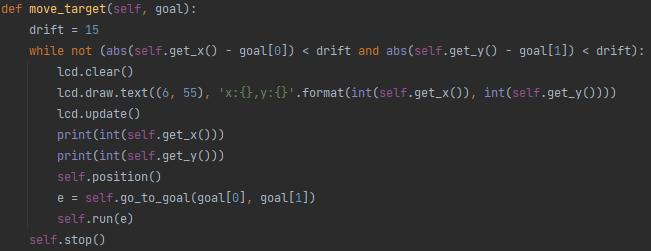 def move_target(self, goal):
    drift = 15
    while not (abs(self.get_x() - goal[0]) < drift and abs(self.get_y() - goal[1]) < drift):
        lcd.clear()
        lcd.draw.text((6, 55), 'x:{},y:{}'.format(int(self.get_x()), int(self.get_y())))
        lcd.update()
        print(int(self.get_x()))
        print(int(self.get_y()))
        self.position()
        e = self.go_to_goal(goal[0], goal[1])
        self.run(e)
    self.stop()